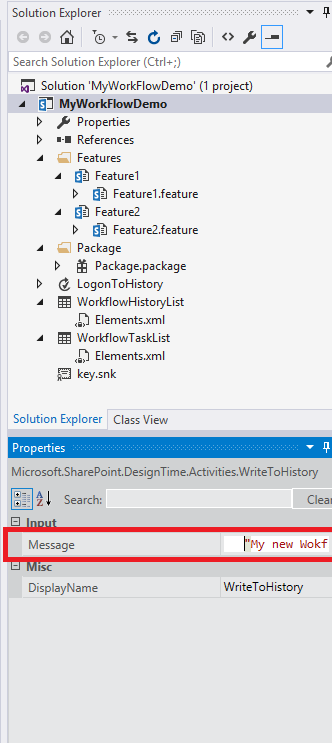 Solution Explorer
Search Solution Explorer (Ctrl+;)
Solution 'MyWorkFlowDemo' (1 project)
MyWorkFlowDemo
Properties
References
Features
Feature1
Feature1.feature
Feature2
Feature2.feature
Package
Package.package
LogonToHistory
WorkflowHistoryList
Elements.xml
WorkflowTaskList
Elements.xml
key.snk
Solution Explorer Class View
Properties
Microsoft.SharePoint.DesignTime.Activities.WriteToHistory
Search: Clea
Input
Message "My new Wokf
Misc
DisplayName WriteToHistory